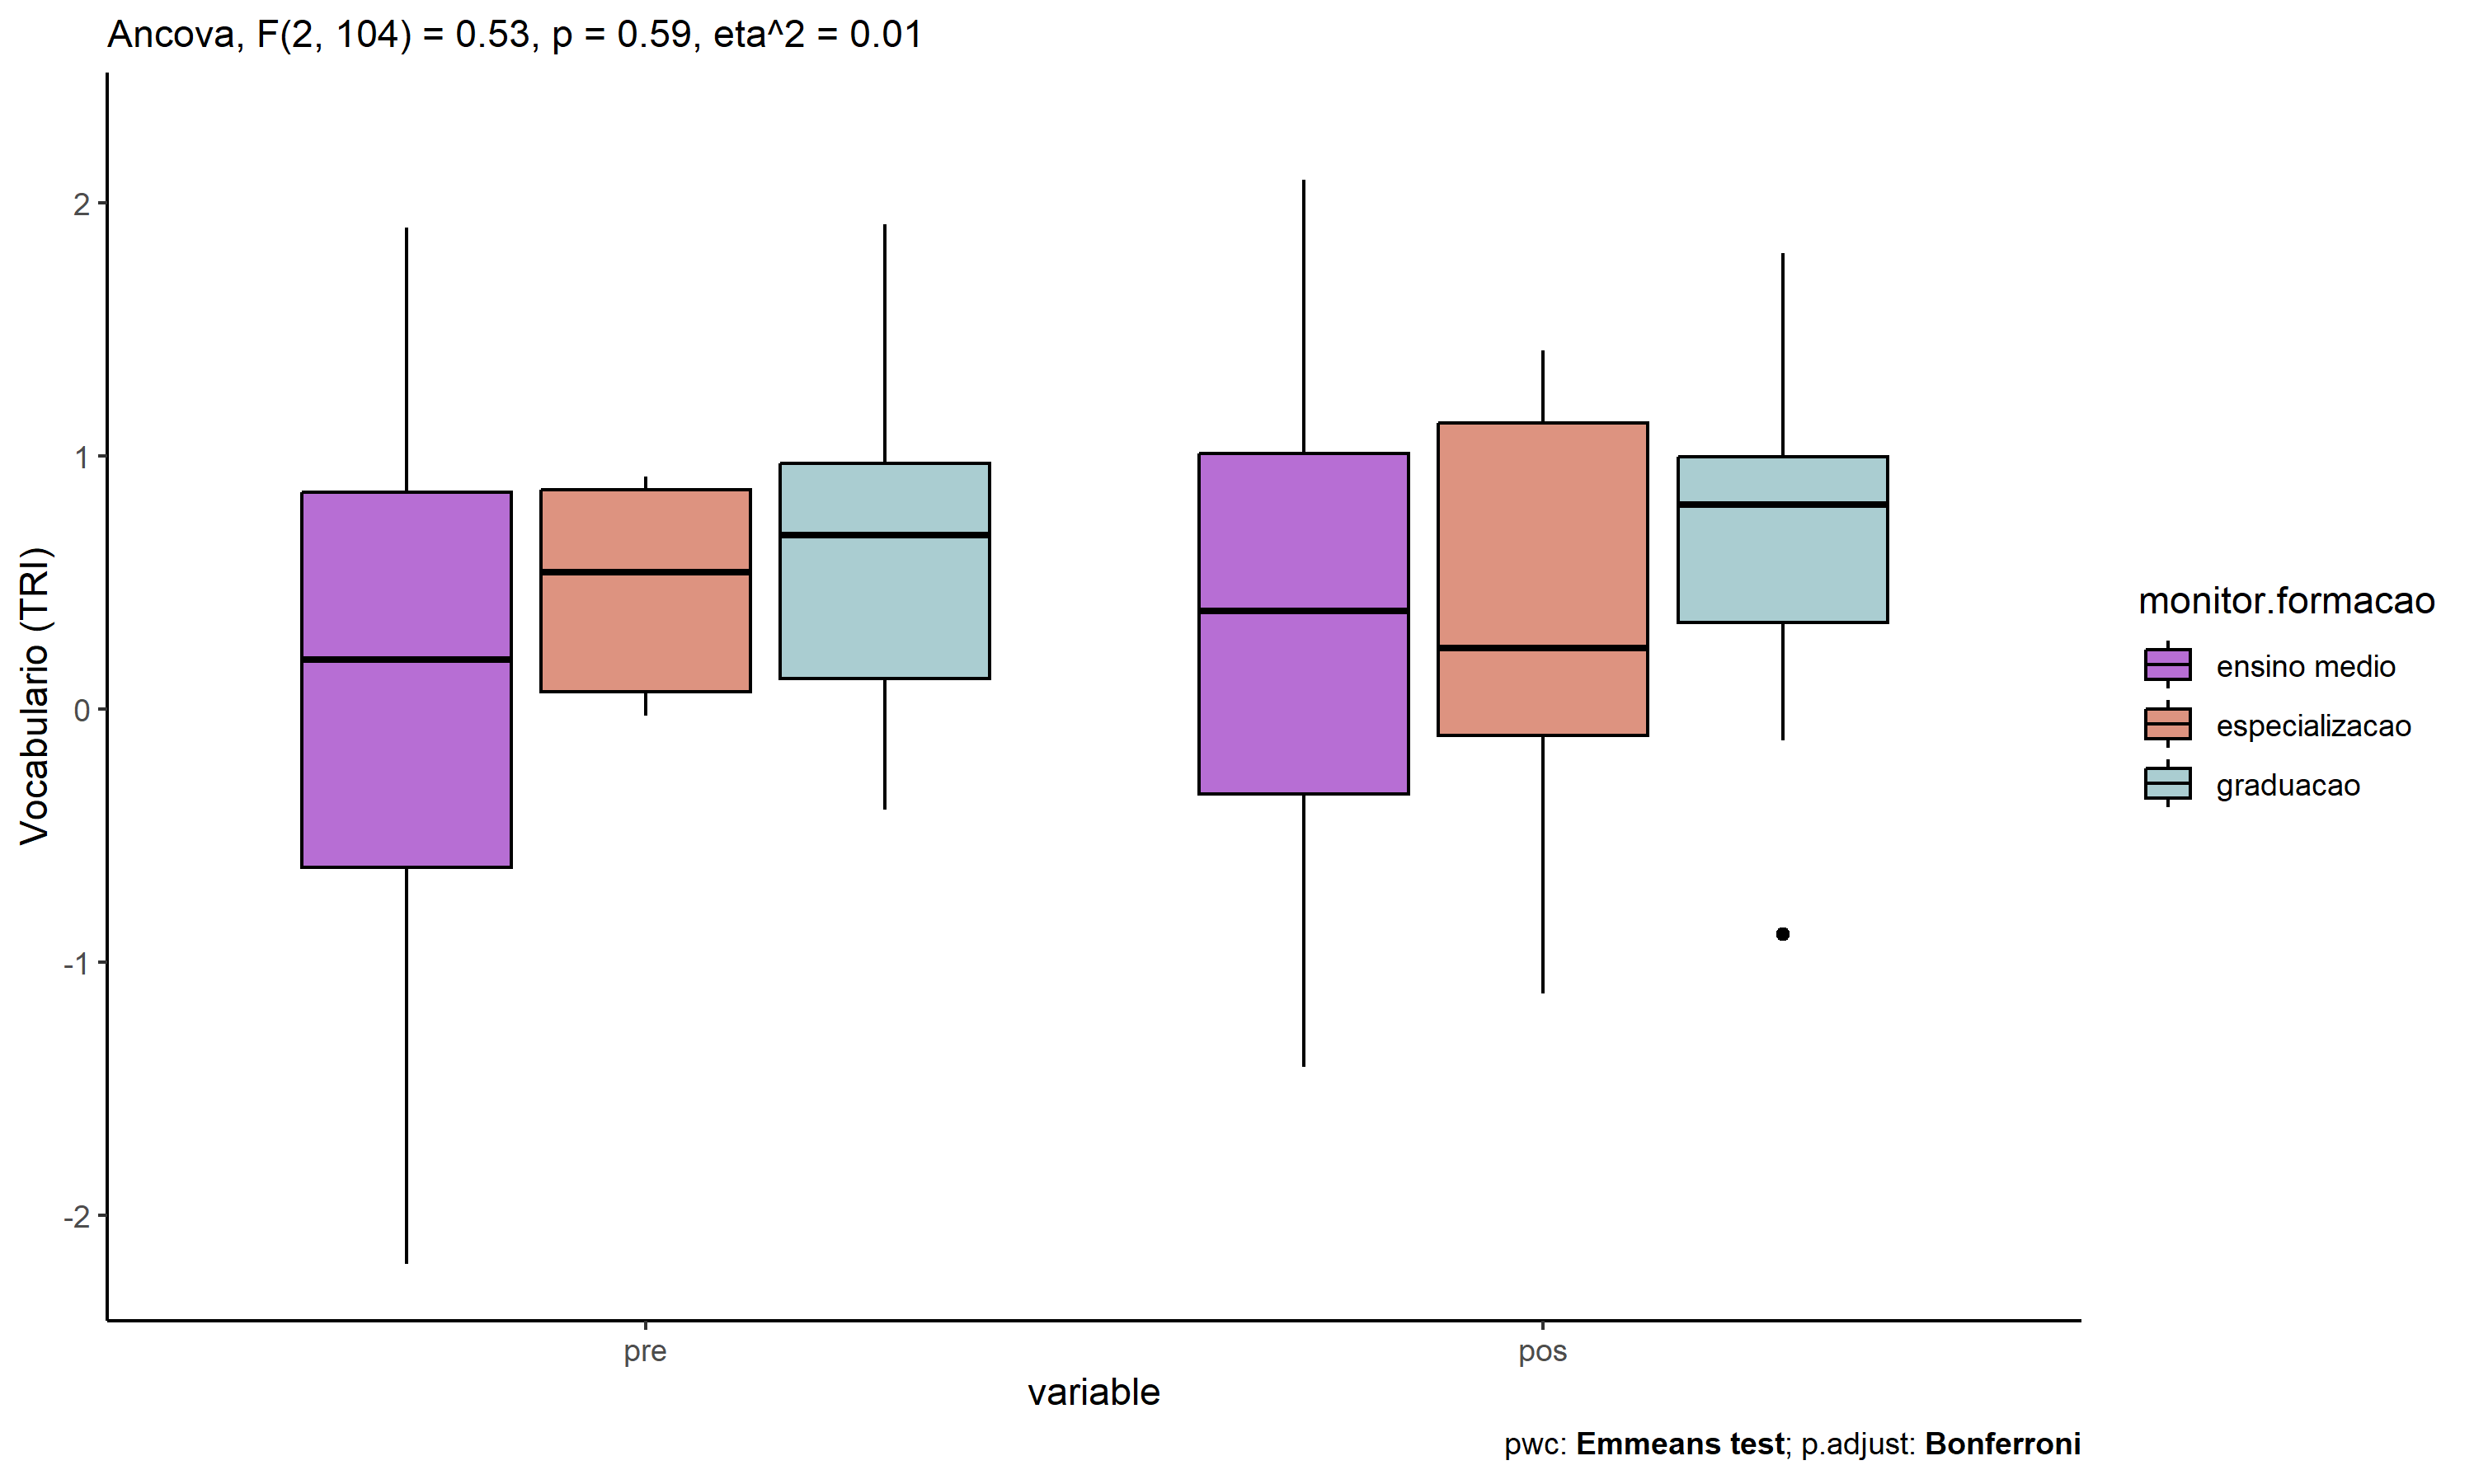 Ancova, F(2, 104) = 0.53, p = 0.59, eta^2 = 0.01
Vocabulario (TRI)
2
1
0
-1
-2
pre
pos
variable
monitor.formacao
ensino medio
especializacao
graduacao
pwc: Emmeans test; p.adjust: Bonferroni